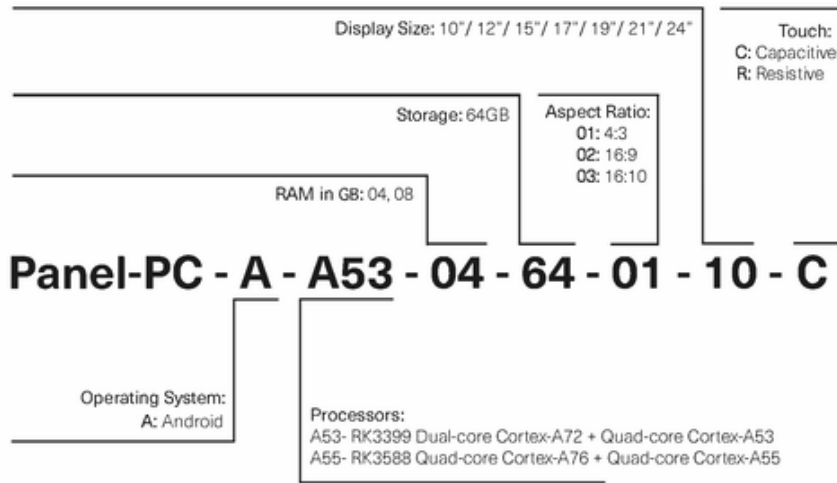 Display Size: 10"/ 12"/ 15"/ 17"/ 19"/ 21"/ 24"
Touch:
C: Capacitive
R: Resistive
Storage: 64GB
Aspect Ratio:
01: 4:3
02: 16:9
03: 16:10
RAM in GB: 04, 08
Panel-PC - A - A53 - 04 - 64 - 01 - 10 - C
Operating System:
A: Android
Processors:
A53- RK3399 Dual-core Cortex-A72 + Quad-core Cortex-A53
A55- RK3588 Quad-core Cortex-A76 + Quad-core Cortex-A55